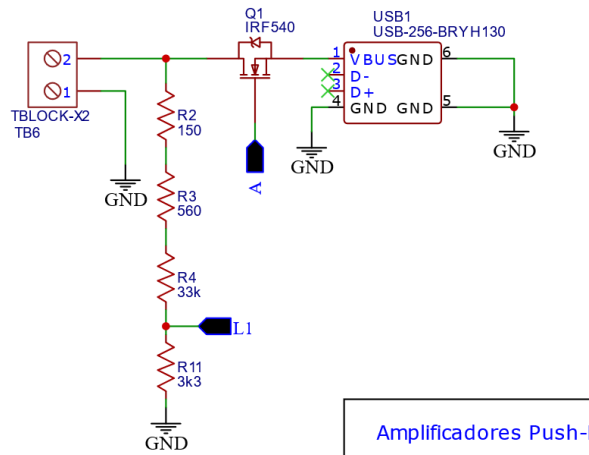 Q1
IRF540
USB1
USB-256-BRYH130
2
1
TBLOCK-X2
TB6
1
2
3
4
VBUS
D-
D+
GND
GND
GND
6
5
R2
150
A
GND
GND
GND
R3
560
R4
33k
L1
R11
3k3
GND
Amplificadores Push-